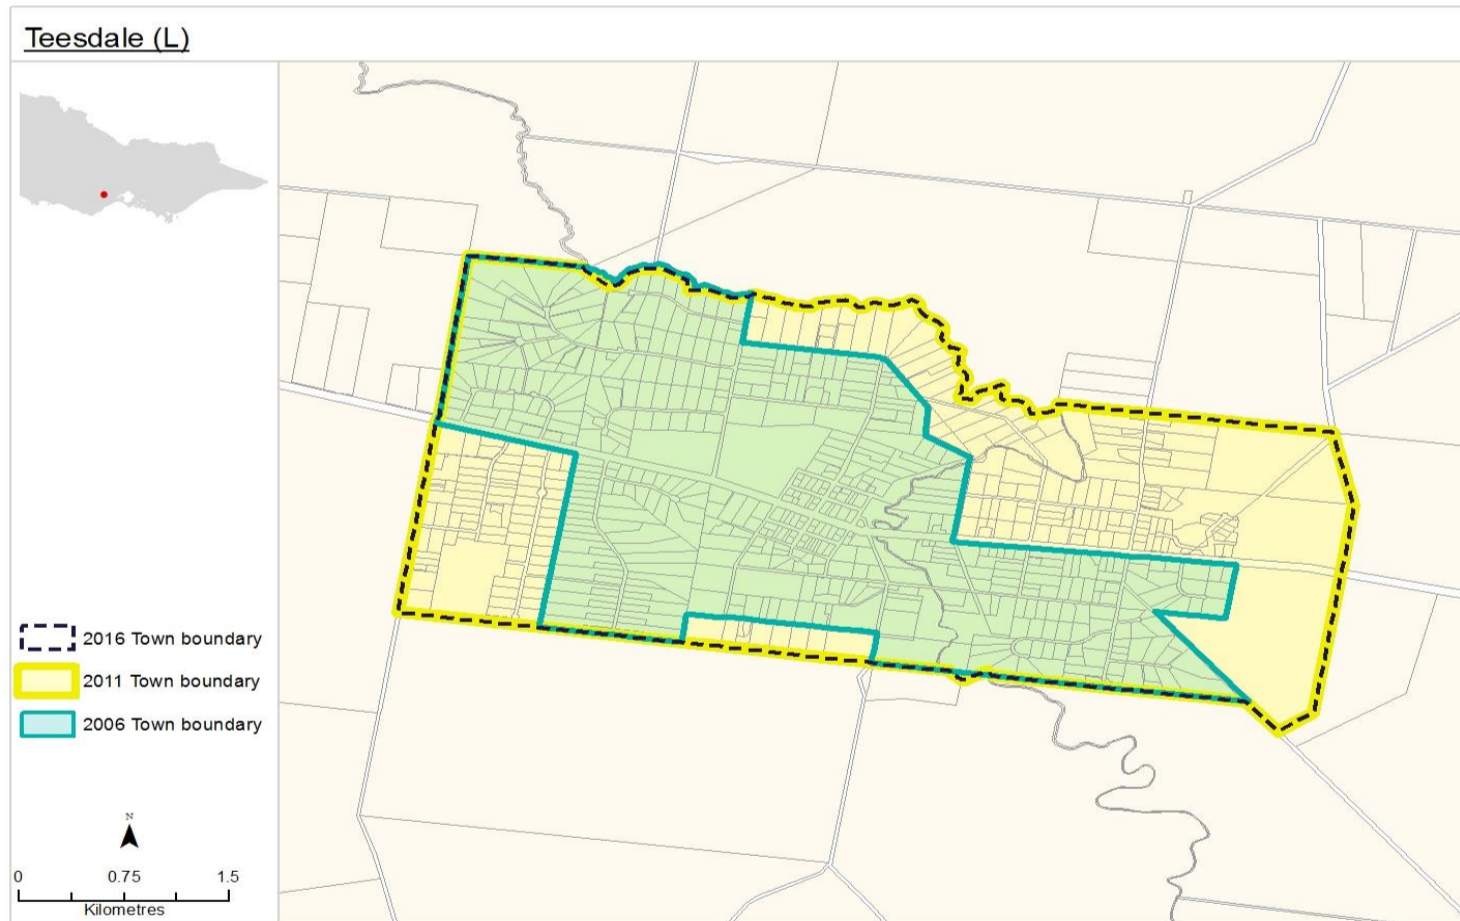 Teesdale (L)
2016 Town boundary
2011 Town boundary
2006 Town boundary
N
0 0.75 1.5
Kilometres